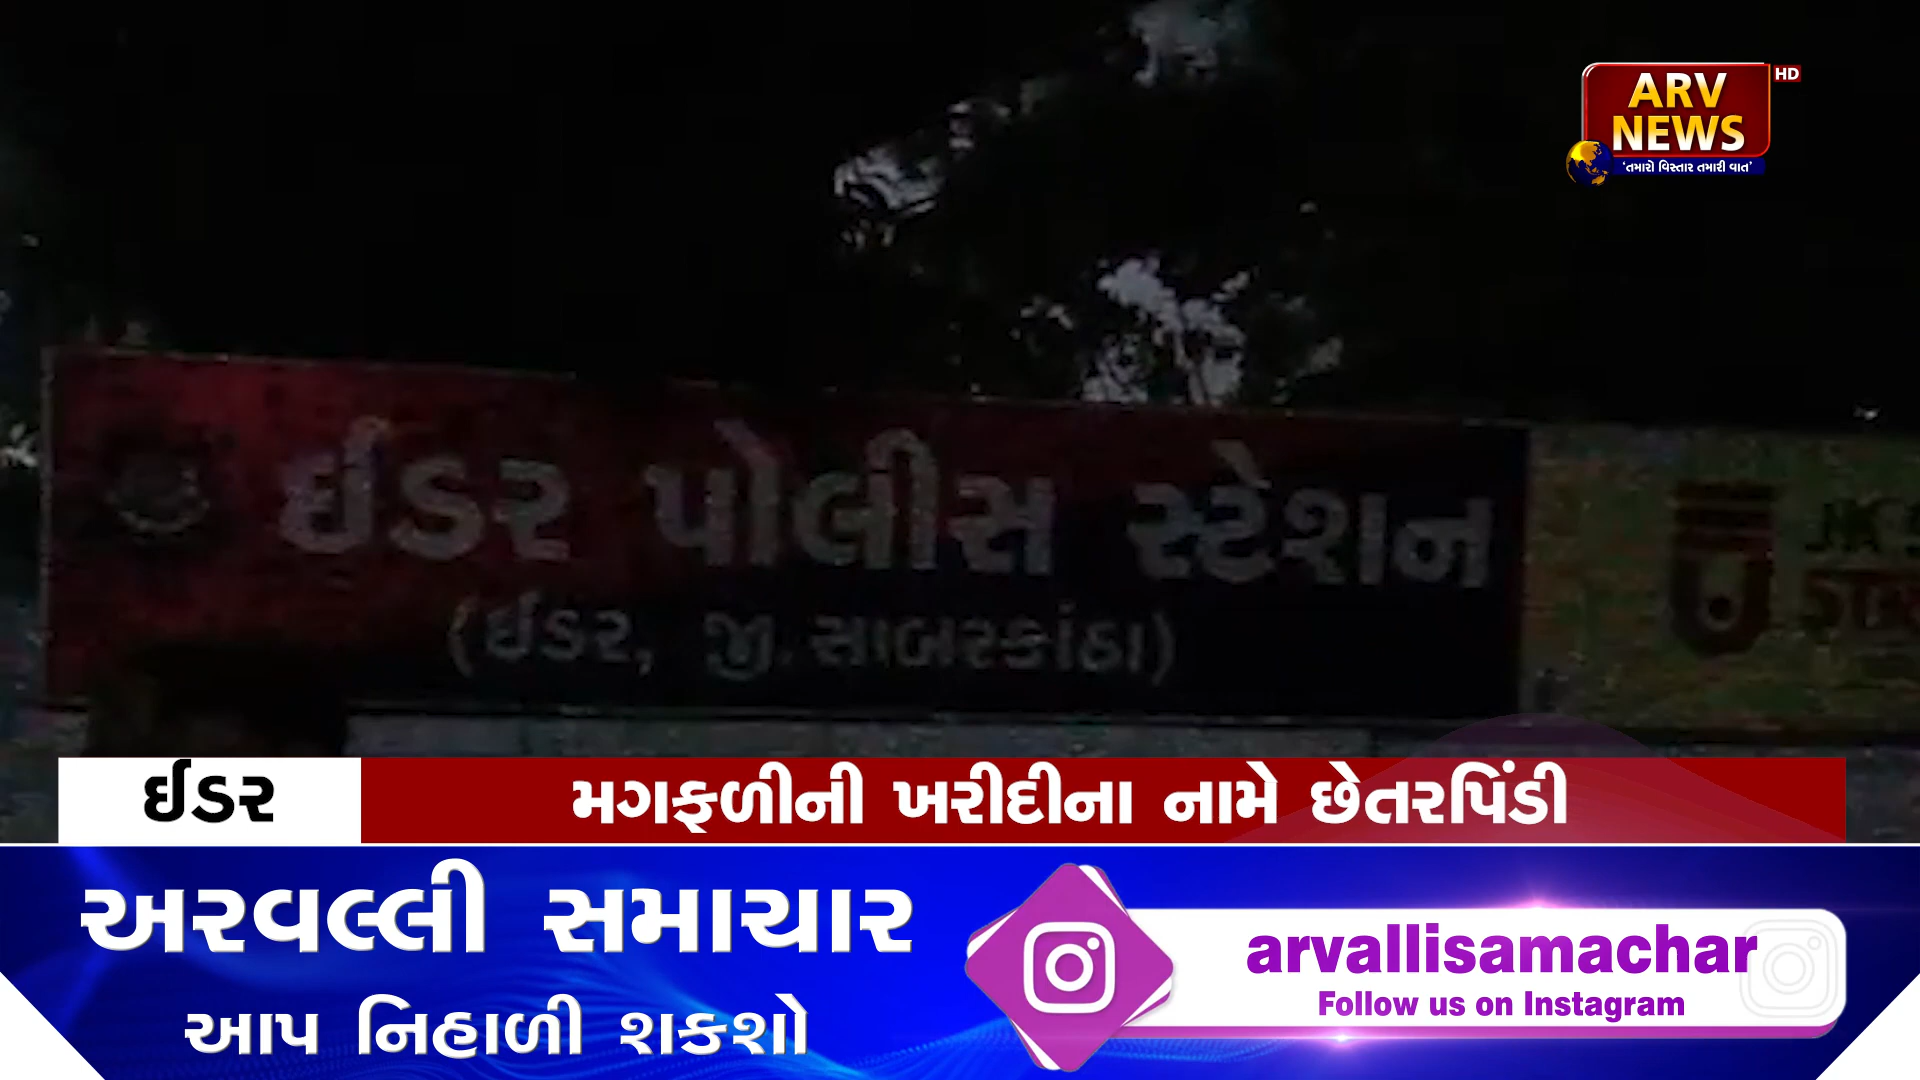 ARV
NEWS
HD
'તમારો વિસ્તાર તમારી વાત'
ઈડર પોલીસ સ્ટેશન
(ઈડર, જી.સાબરકાંઠા)
ઈડર
મગફળીની ખરીદીના નામે છેતરપિંડી
અરવલ્લી સમાચાર
આપ નિહાળી શકશો
arvallisamachar
Follow us on Instagram